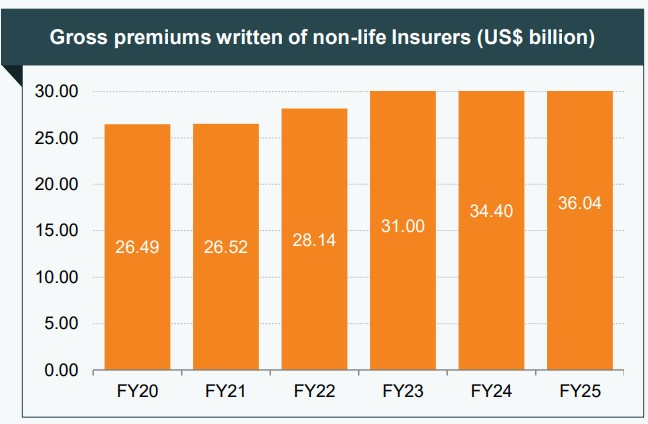 Gross premiums written of non-life Insurers (US$ billion)
30.00
25.00
20.00
15.00
10.00
5.00
0.00
26.49
26.52
28.14
31.00
34.40
36.04
FY20
FY21
FY22
FY23
FY24
FY25